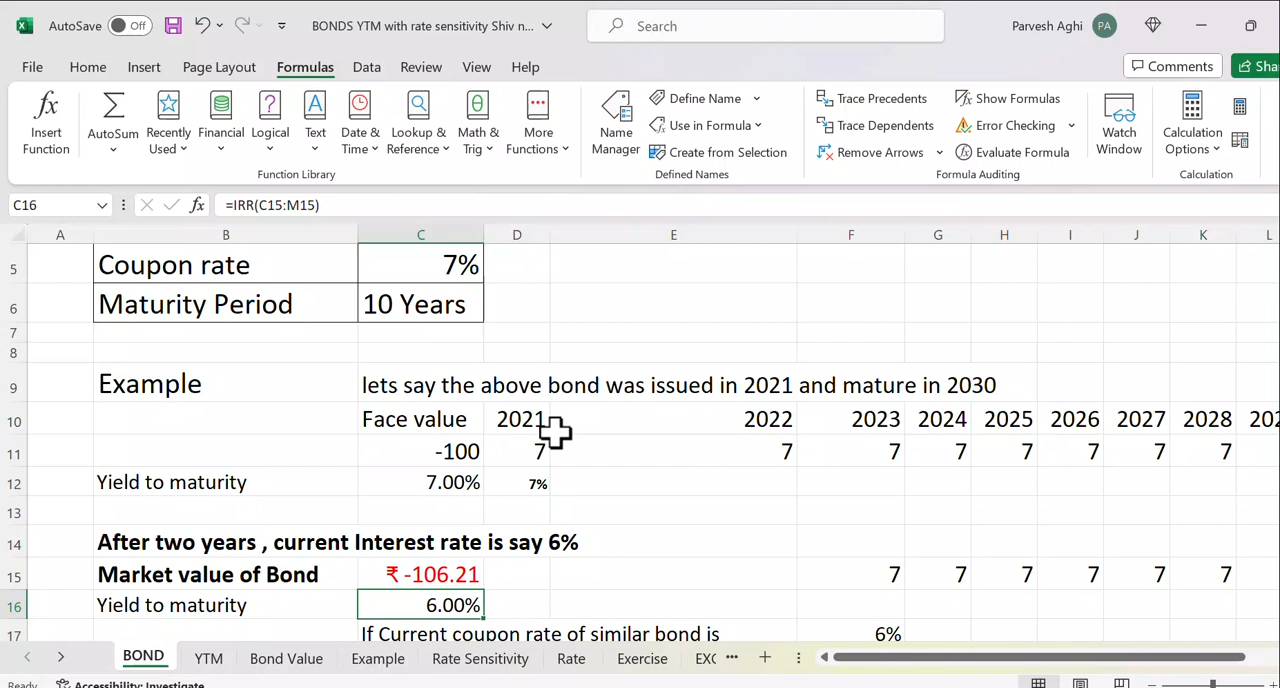 AutoSave Off BONDS YTM with rate sensitivity Shiv n... Search Parvesh Aghi PA
File Home Insert Page Layout Formulas Data Review View Help Comments Sha
Insert Function
AutoSum
Recently Used
Financial
Logical
Text
Date & Time
Lookup & Reference
Math & Trig
More Functions
Function Library
Name Manager
Define Name
Use in Formula
Create from Selection
Defined Names
Trace Precedents
Trace Dependents
Remove Arrows
Show Formulas
Error Checking
Evaluate Formula
Formula Auditing
Watch Window
Calculation Options
Calculation
C16 fx =IRR(C15:M15)
A B C D E F G H I J K L
5 Coupon rate 7%
6 Maturity Period 10 Years
7
8
9 Example lets say the above bond was issued in 2021 and mature in 2030
10 Face value 2021 2022 2023 2024 2025 2026 2027 2028 202
11 -100 7 7 7 7 7 7 7 7
12 Yield to maturity 7.00% 7%
13
14 After two years , current Interest rate is say 6%
15 Market value of Bond ₹ -106.21 7 7 7 7 7 7
16 Yield to maturity 6.00%
17 If Current coupon rate of similar bond is 6%
BOND YTM Bond Value Example Rate Sensitivity Rate Exercise EXC ...
Ready Accessibility: Investigate